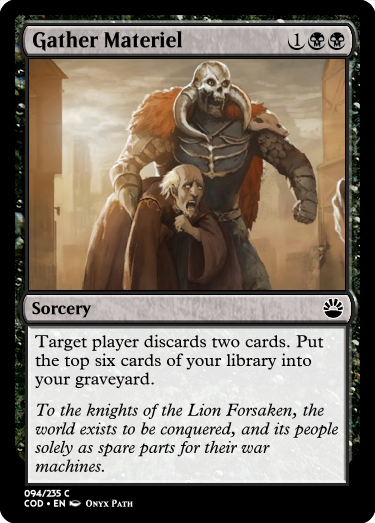 Gather Materiel 1
Sorcery
Target player discards two cards. Put
the top six cards of your library into
your graveyard.
To the knights of the Lion Forsaken, the
world exists to be conquered, and its people
solely as spare parts for their war
machines.
094/235 C
COD • EN Onyx Path